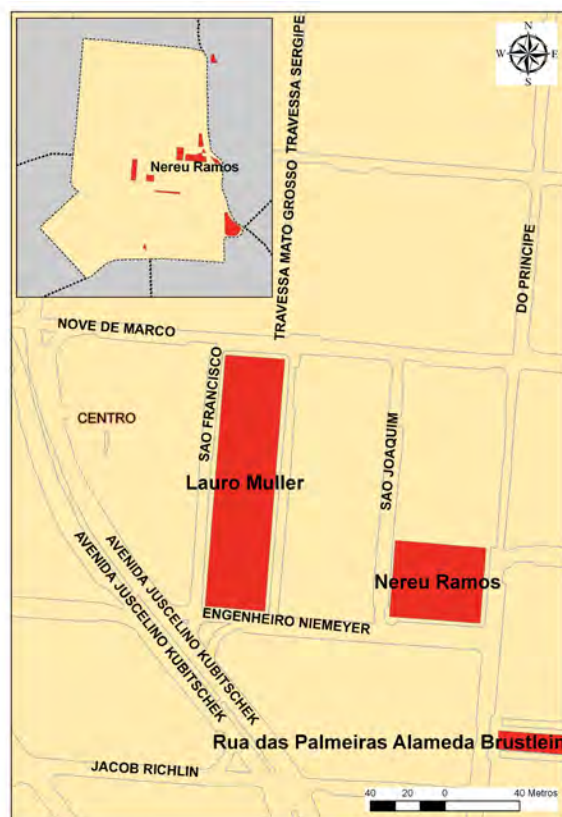 N
W E
S
Nereu Ramos
TRAVESSA SERGIPE
TRAVESSA MATO GROSSO
DO PRINCIPE
NOVE DE MARCO
SAO FRANCISCO
CENTRO
SAO JOAQUIM
Lauro Muller
Nereu Ramos
AVENIDA JUSCELINO KUBITSCHEK
AVENIDA JUSCELINO KUBITSCHEK
ENGENHEIRO NIEMEYER
Rua das Palmeiras Alameda Brustlein
JACOB RICHLIN
40 20 0 40 Metros